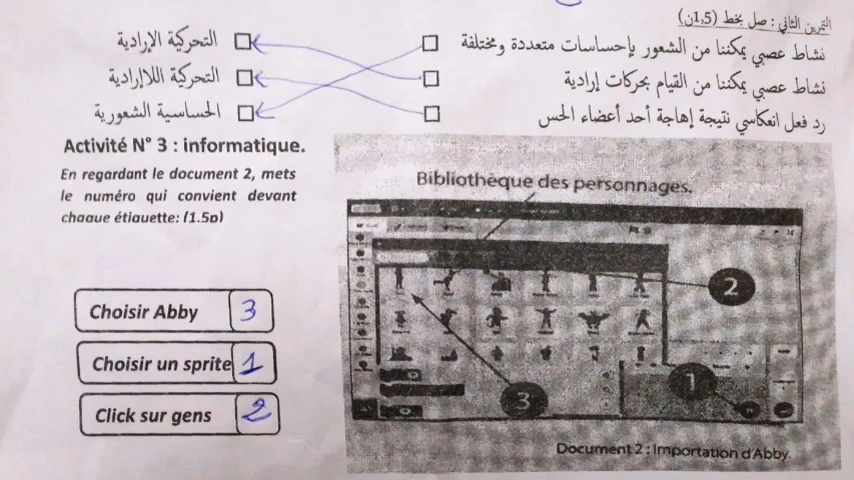 التمرين الثاني : صل بخط (1,5ن)
نشاط عصبي يمكننا من الشعور بإحساسات متعددة ومختلفة
التحركية الإرادية
نشاط عصبي يمكننا من القيام بحركات إرادية
التحركية اللاإرادية
رد فعل انعكاسي نتيجة إهاجة أحد أعضاء الحس
الحساسية الشعورية
Activité N° 3 : informatique.
En regardant le document 2, mets
le numéro qui convient devant
chaque étiquette: (1.5p)
Choisir Abby 3
Choisir un sprite 1
Click sur gens 2
Bibliothèque des personnages.
2
1
3
Document 2 : Importation d'Abby.